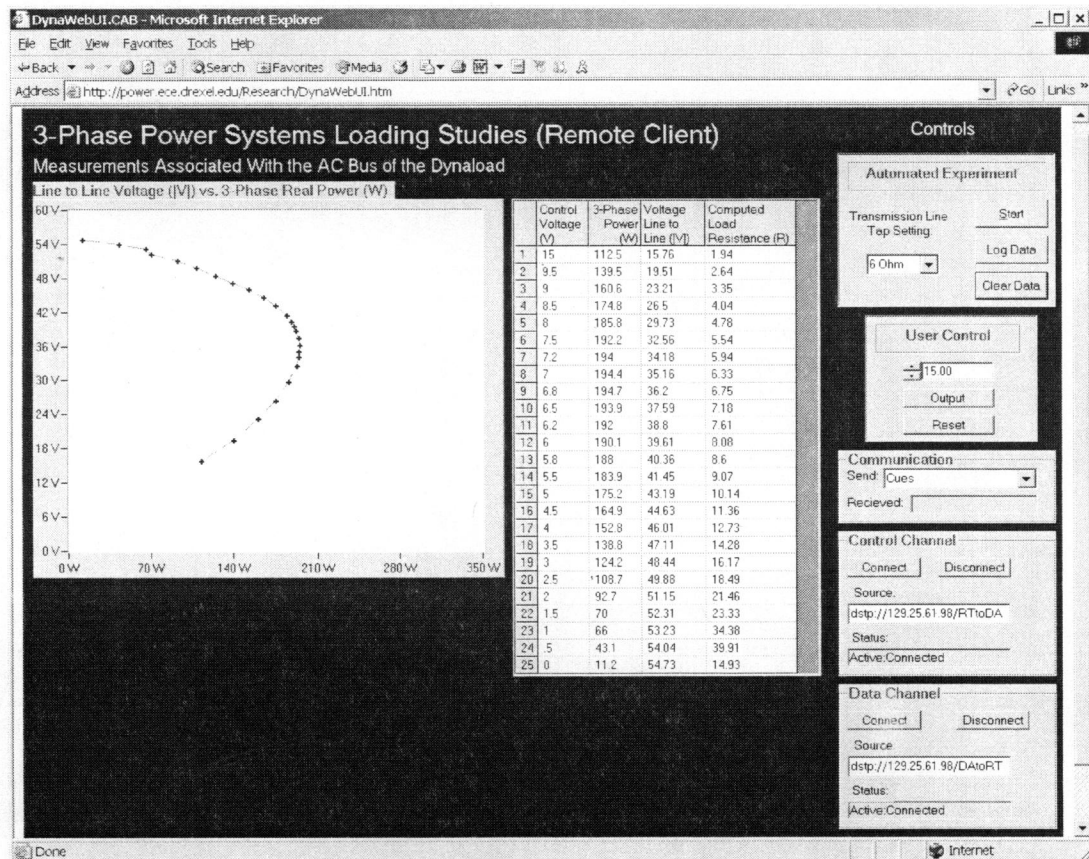 DynaWebUI.CAB - Microsoft Internet Explorer
File Edit View Favorites Tools Help
Back Search Favorites Media
Address http://power.ece.drexel.edu/Research/DynaWebUI.htm Go Links »
3-Phase Power Systems Loading Studies (Remote Client)
Measurements Associated With the AC Bus of the Dynaload
Line to Line Voltage (|V|) vs. 3-Phase Real Power (W)
60 V
54 V
48 V
42 V
36 V
30 V
24 V
18 V
12 V
6 V
0 V
0 W 70 W 140 W 210 W 280 W 350 W
Control Voltage (V) 3-Phase Power (W) Voltage Line to Line (|V|) Computed Load Resistance (R)
1 15 112.5 15.76 1.94
2 9.5 139.5 19.51 2.64
3 9 160.6 23.21 3.35
4 8.5 174.8 26.5 4.04
5 8 185.8 29.73 4.78
6 7.5 192.2 32.56 5.54
7 7.2 194 34.18 5.94
8 7 194.4 35.16 6.33
9 6.8 194.7 36.2 6.75
10 6.5 193.9 37.59 7.18
11 6.2 192 38.8 7.61
12 6 190.1 39.61 8.08
13 5.8 188 40.36 8.6
14 5.5 183.9 41.45 9.07
15 5 175.2 43.19 10.14
16 4.5 164.9 44.63 11.36
17 4 152.8 46.01 12.73
18 3.5 138.8 47.11 14.28
19 3 124.2 48.44 16.17
20 2.5 108.7 49.88 18.49
21 2 92.7 51.15 21.46
22 1.5 70 52.31 23.33
23 1 66 53.23 34.38
24 .5 43.1 54.04 39.91
25 0 11.2 54.73 14.93
Controls
Automated Experiment
Transmission Line Tap Setting
6 Ohm
Start
Log Data
Clear Data
User Control
15.00
Output
Reset
Communication
Send: Cues
Recieved:
Control Channel
Connect Disconnect
Source.
dstp://129.25.61.98/RTtoDA
Status:
Active:Connected
Data Channel
Connect Disconnect
Source
dstp://129.25.61.98/DAtoRT
Status:
Active:Connected
Done Internet